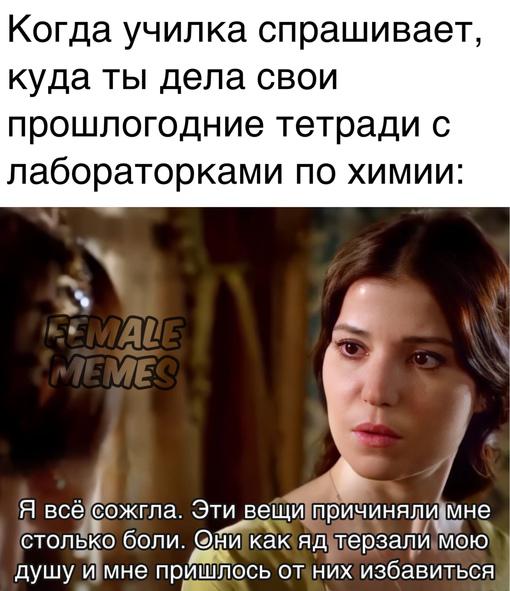 Когда училка спрашивает,
куда ты дела свои
прошлогодние тетради с
лабораторками по химии:
FEMALE
MEMES
Я всё сожгла. Эти вещи причиняли мне
столько боли. Они как яд терзали мою
душу и мне пришлось от них избавиться